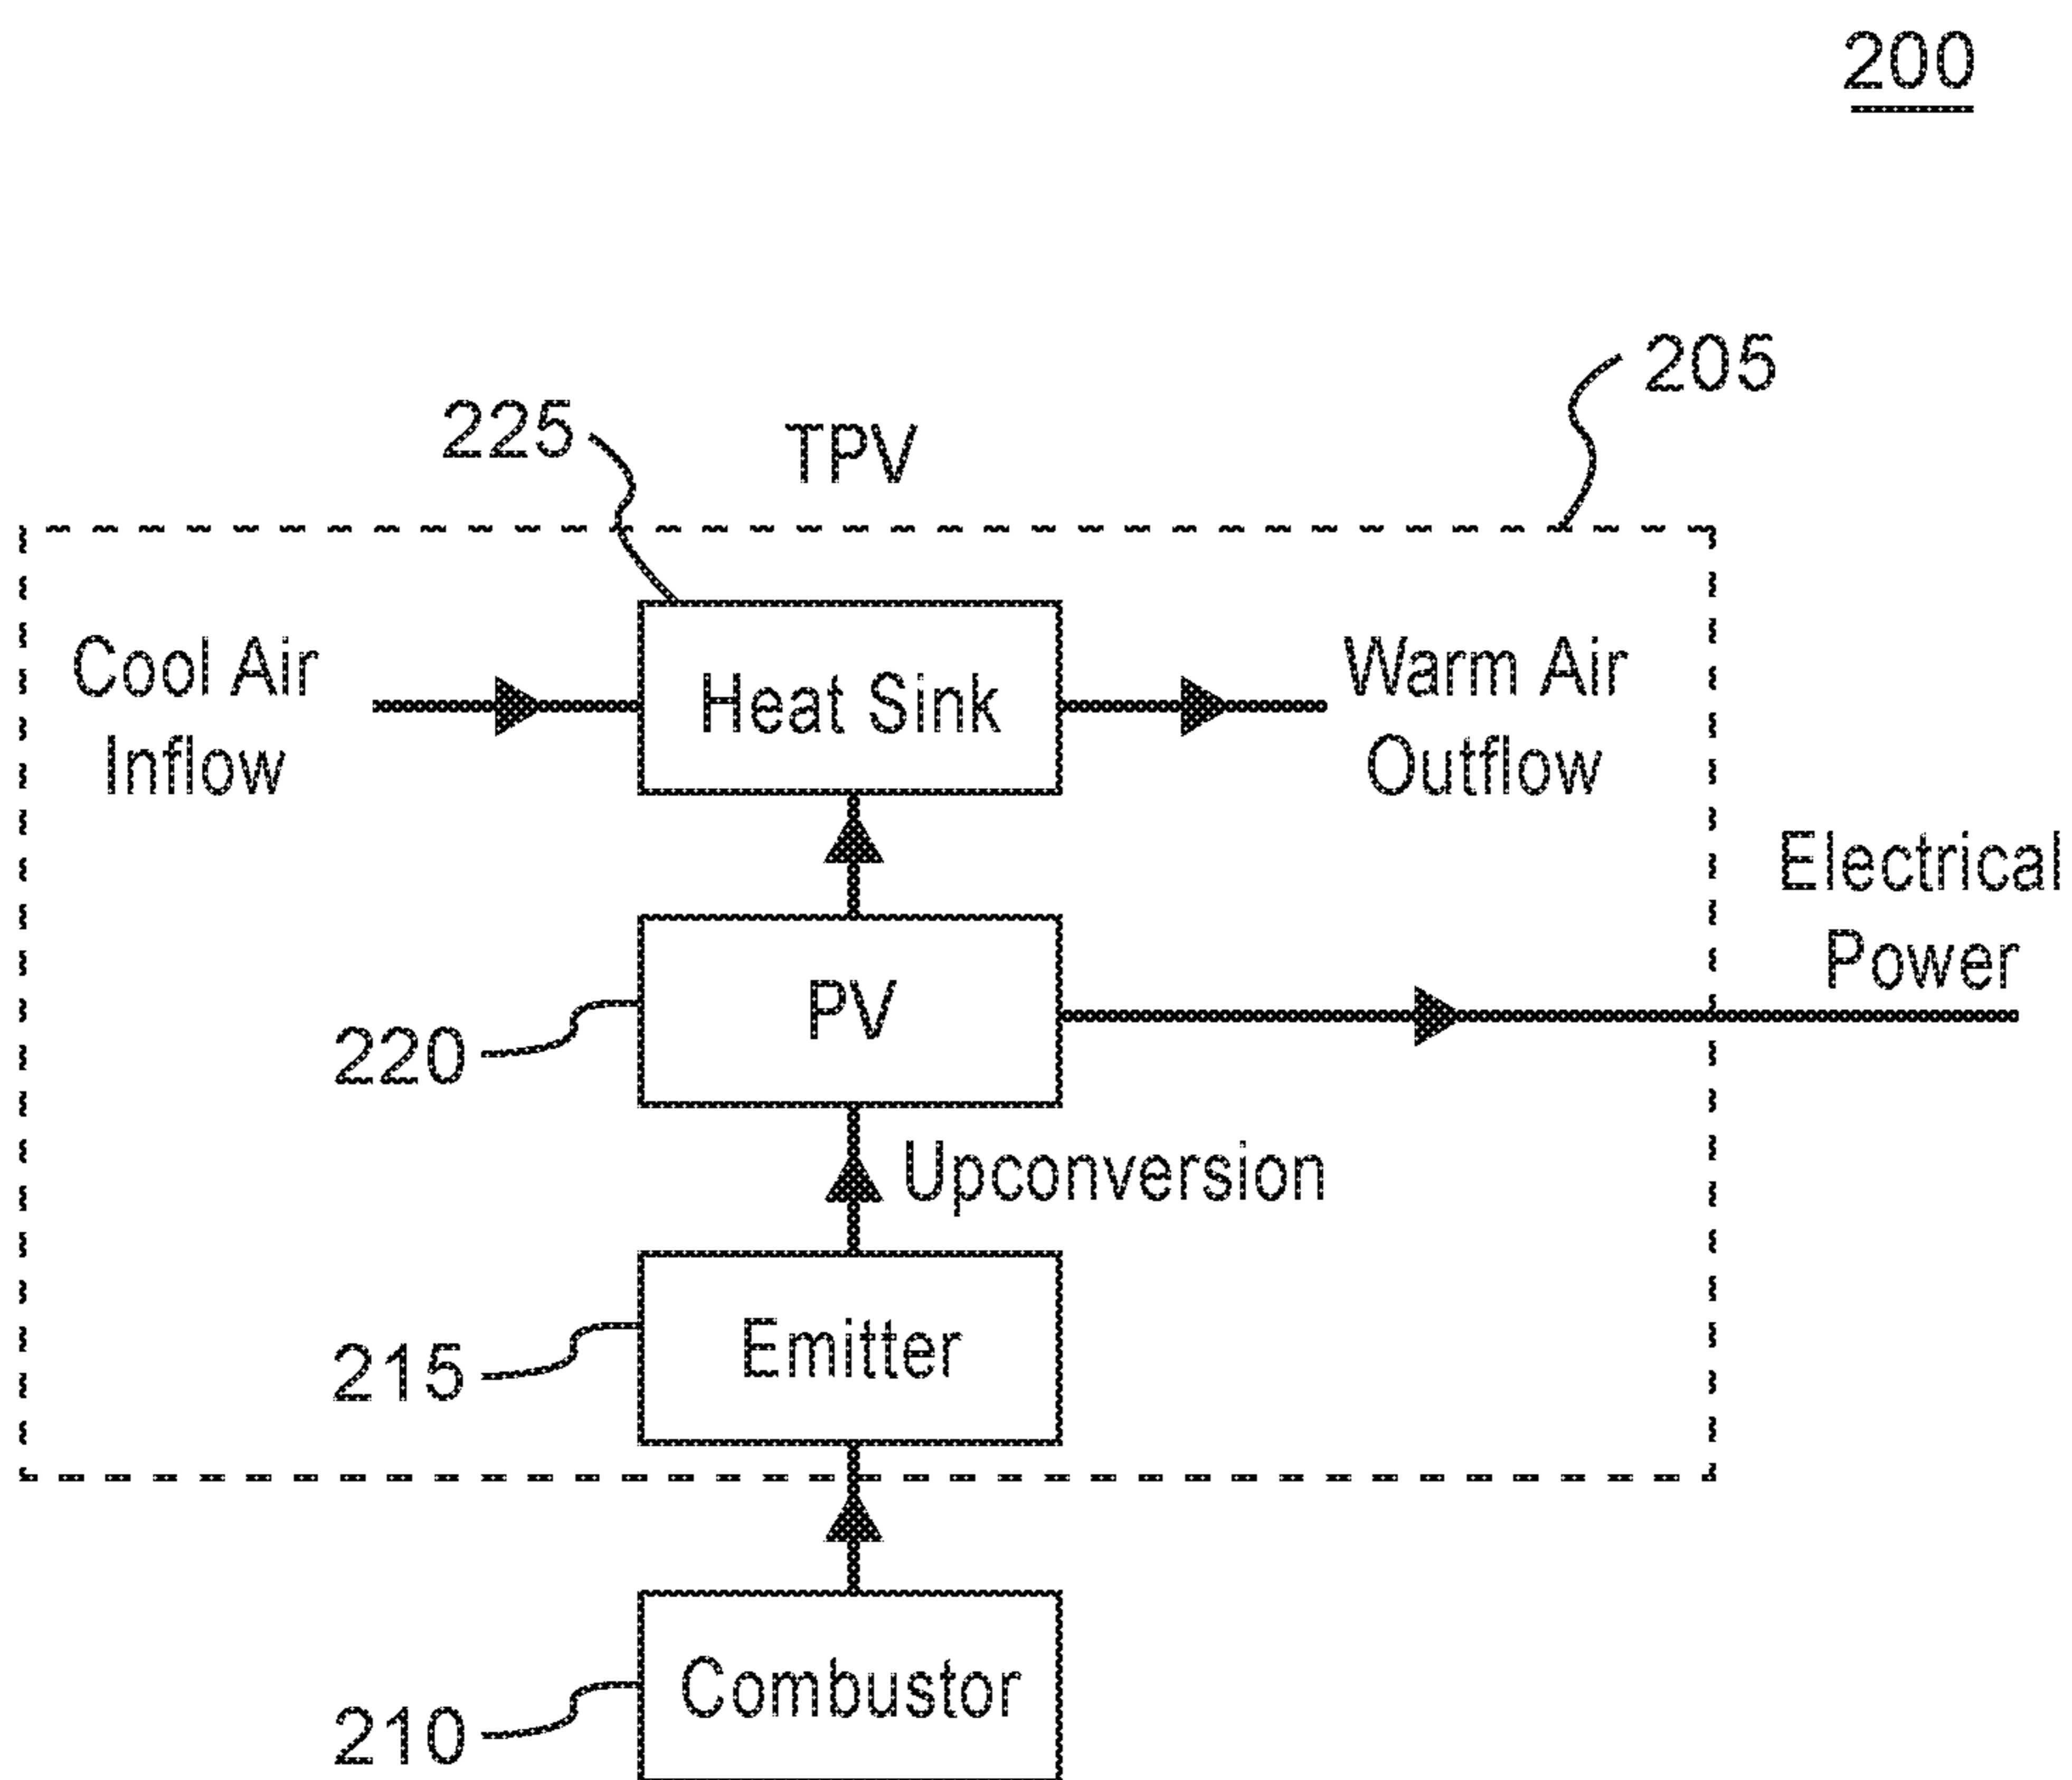 200
205
225
TPV
Cool Air
Inflow
Heat Sink
Warm Air
Outflow
Electrical
Power
PV
220
Upconversion
Emitter
215
Combustor
210